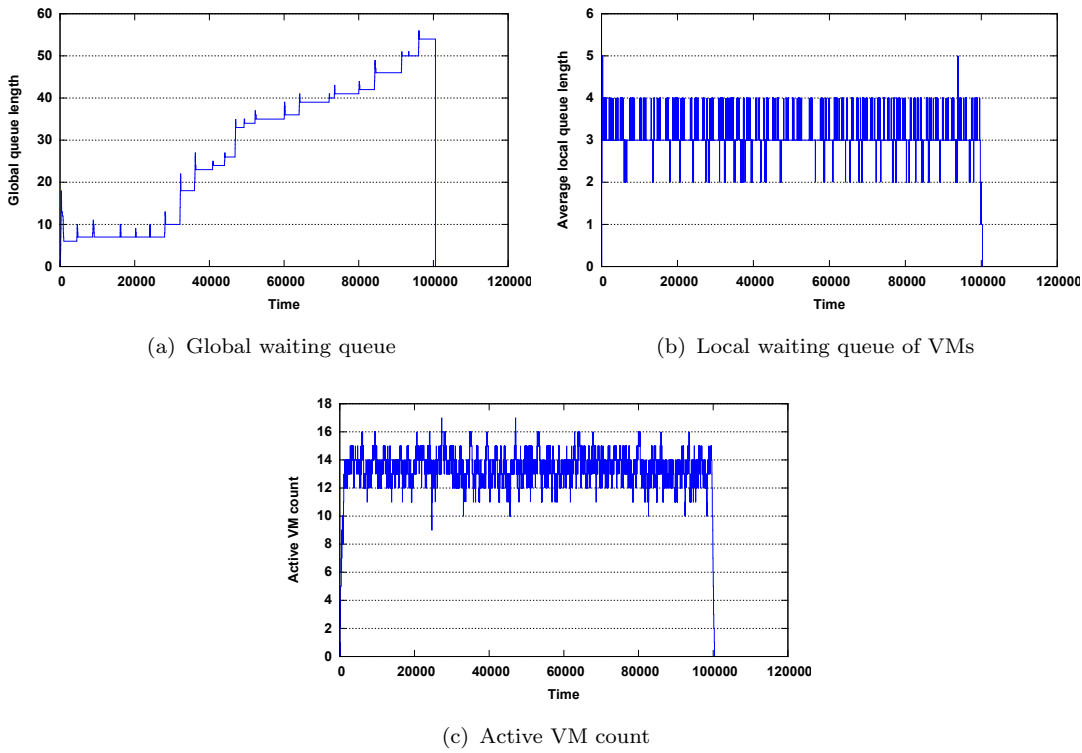 60
50
40
30
20
10
0
0 20000 40000 60000 80000 100000 120000
Global queue length
Time
(a) Global waiting queue
6
5
4
3
2
1
0
0 20000 40000 60000 80000 100000 120000
Average local queue length
Time
(b) Local waiting queue of VMs
18
16
14
12
10
8
6
4
2
0
0 20000 40000 60000 80000 100000 120000
Active VM count
Time
(c) Active VM count